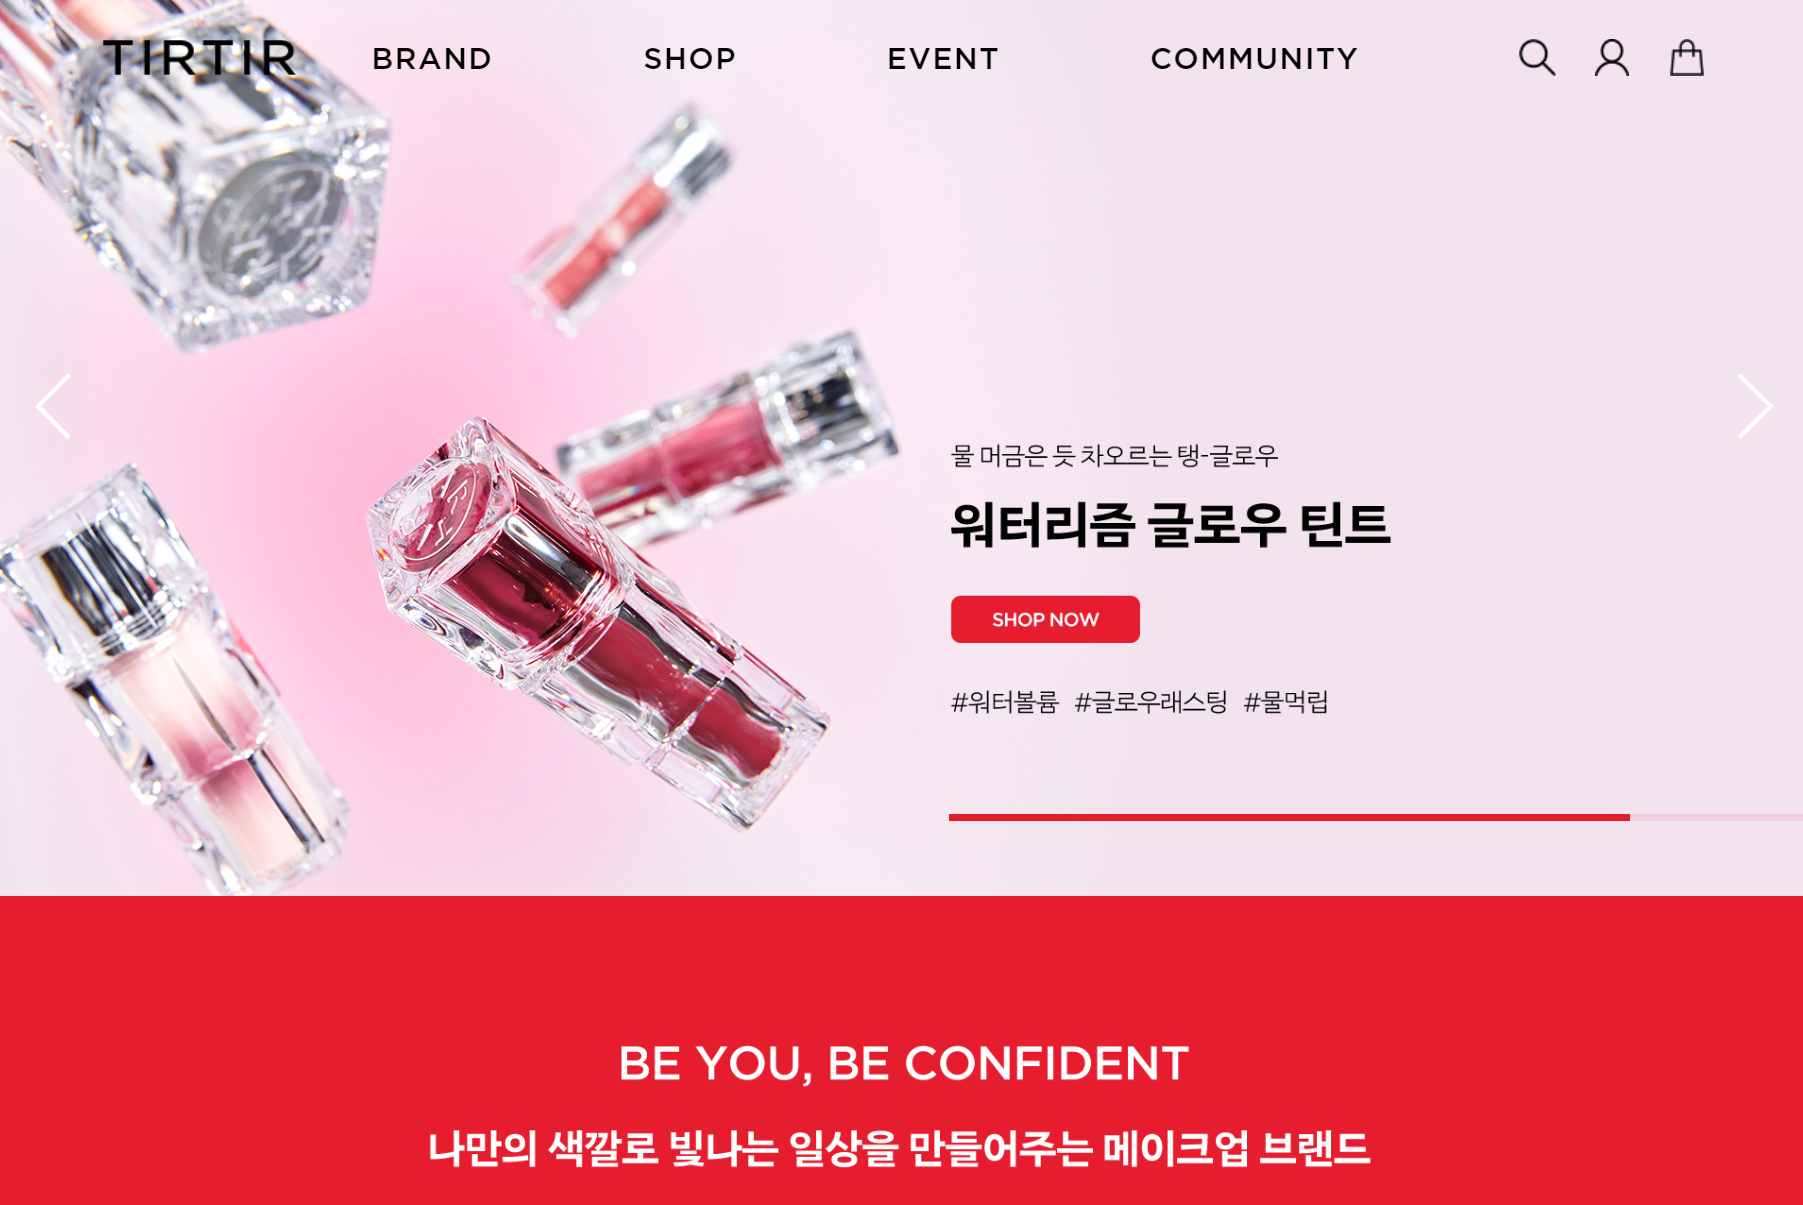 TIRTIR BRAND SHOP EVENT COMMUNITY
물 머금은 듯 차오르는 탱-글로우
워터리즘 글로우 틴트
SHOP NOW
#워터볼륨 #글로우래스팅 #물먹립
BE YOU, BE CONFIDENT
나만의 색깔로 빛나는 일상을 만들어주는 메이크업 브랜드